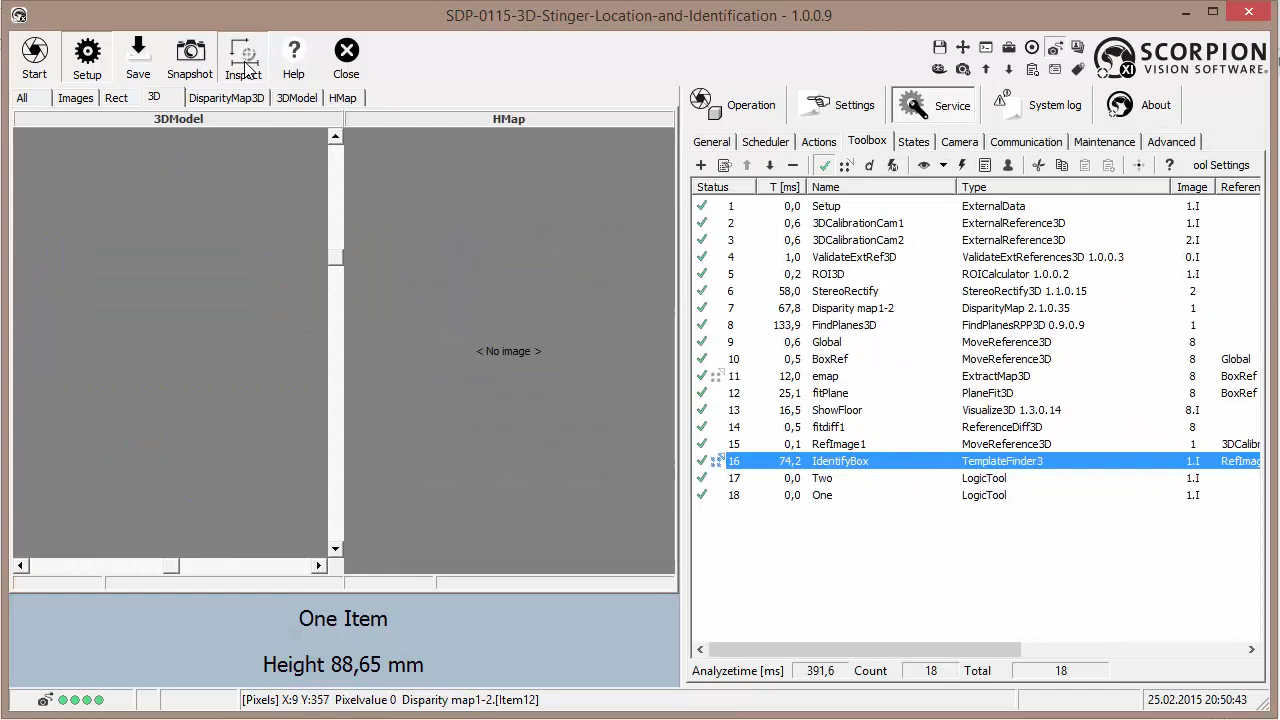 SDP-0115-3D-Stinger-Location-and-Identification - 1.0.0.9
Start Setup Save Snapshot Inspect Help Close
XI SCORPION
VISION SOFTWARE
All Images Rect 3D DisparityMap3D 3DModel HMap
Operation Settings Service System log About
3DModel HMap
General Scheduler Actions Toolbox States Camera Communication Maintenance Advanced
ool Settings
Status T [ms] Name Type Image Referen
1 0,0 Setup ExternalData 1.I
2 0,6 3DCalibrationCam1 ExternalReference3D 1.I
3 0,6 3DCalibrationCam2 ExternalReference3D 2.I
4 1,0 ValidateExtRef3D ValidateExtReferences3D 1.0.0.3 0.I
5 0,2 ROI3D ROICalculator 1.0.0.2 1.I
6 58,0 StereoRectify StereoRectify3D 1.1.0.15 2
7 67,8 Disparity map1-2 DisparityMap 2.1.0.35 1
8 133,9 FindPlanes3D FindPlanesRPP3D 0.9.0.9 1
9 0,6 Global MoveReference3D 8
10 0,5 BoxRef MoveReference3D 8 Global
11 12,0 emap ExtractMap3D 8 BoxRef
12 25,1 fitPlane PlaneFit3D 8 BoxRef
13 16,5 ShowFloor Visualize3D 1.3.0.14 8.I
14 0,5 fitdiff1 ReferenceDiff3D 8
15 0,1 RefImage1 MoveReference3D 1 3DCalibr
16 74,2 IdentifyBox TemplateFinder3 1.I RefImag
17 0,0 Two LogicTool 1.I
18 0,0 One LogicTool 1.I
< No image >
One Item
Height 88,65 mm
Analyzetime [ms] 391,6 Count 18 Total 18
[Pixels] X:9 Y:357 Pixelvalue 0 Disparity map1-2.[Item12]
25.02.2015 20:50:43